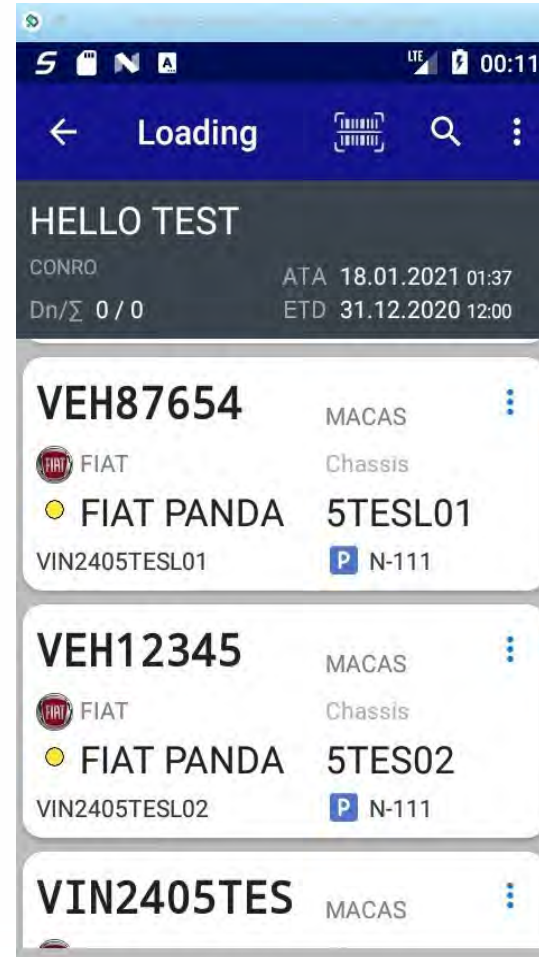 LTE 00:11
Loading
HELLO TEST
CONRO
ATA 18.01.2021 01:37
Dn/Σ 0 / 0
ETD 31.12.2020 12:00
VEH87654
MACAS
FIAT FIAT
Chassis
FIAT PANDA
5TESL01
VIN2405TESL01
P N-111
VEH12345
MACAS
FIAT FIAT
Chassis
FIAT PANDA
5TES02
VIN2405TESL02
P N-111
VIN2405TES
MACAS